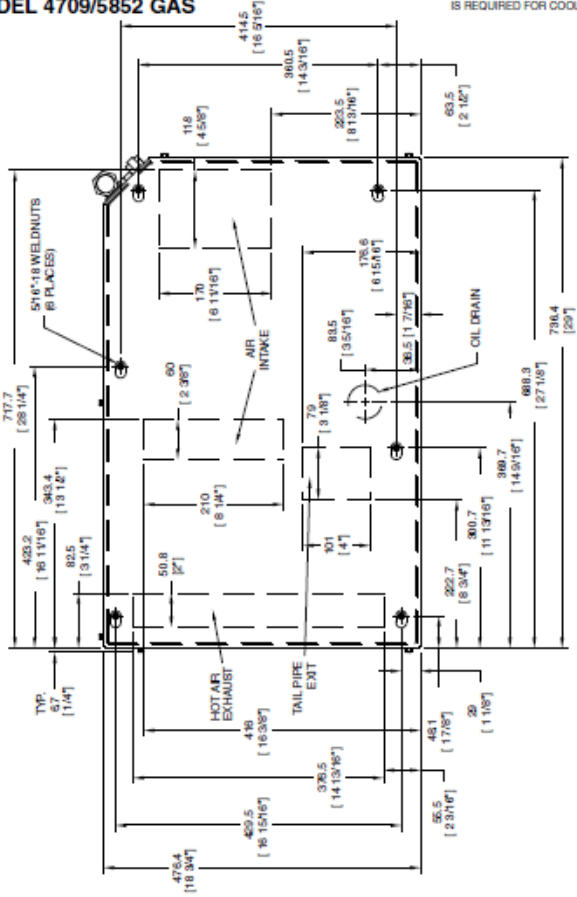 DEL 4709/5852 GAS
IS REQUIRED FOR COOL
414.5
[ 16 5/16"]
360.5
[ 14 3/16"]
223.5
[ 8 13/16"]
63.5
[ 2 1/2"]
118
[ 4 5/8"]
5/16"-18 WELDNUTS
(6 PLACES)
170
[ 6 11/16"]
AIR
INTAKE
176.6
[ 6 15/16"]
83.5
[ 3 5/16"]
36.5 [1 7/16"]
OIL DRAIN
736.4
[29"]
688.3
[ 27 1/8"]
717.7
[ 28 1/4"]
60
[ 2 3/8"]
79
[ 3 1/8"]
369.7
[ 14 9/16"]
343.4
[13 1/2"]
423.2
[ 16 11/16"]
210
[ 8 1/4"]
101
[ 4"]
300.7
[ 11 13/16"]
222.7
[ 8 3/4"]
82.5
[ 3 1/4"]
50.8
[2"]
TYP.
6.7
[ 1/4"]
HOT AIR
EXHAUST
TAIL PIPE
EXIT
48.1
[ 1 7/8"]
29
[ 1 1/8"]
416
[ 16 3/8"]
376.5
[ 14 13/16"]
55.5
[ 2 3/16"]
429.5
[ 16 15/16"]
476.4
[18 3/4"]